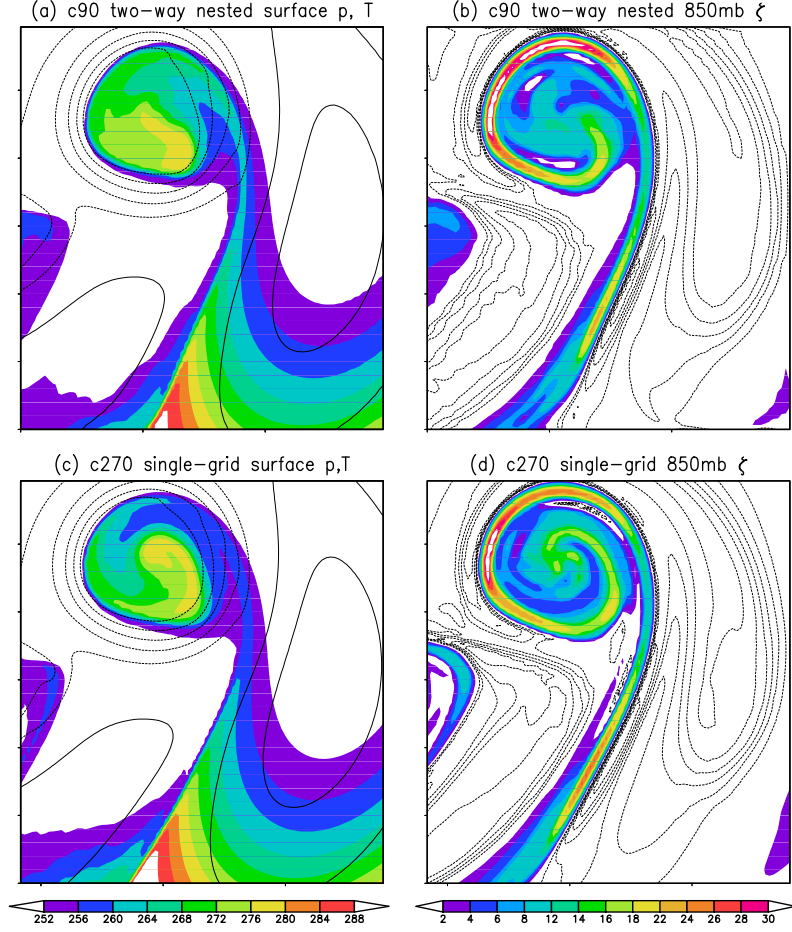 (a) c90 two-way nested surface p, T
(b) c90 two-way nested 850mb ζ
(c) c270 single-grid surface p,T
(d) c270 single-grid 850mb ζ
252 256 260 264 268 272 276 280 284 288
2 4 6 8 12 14 16 18 22 24 26 28 30